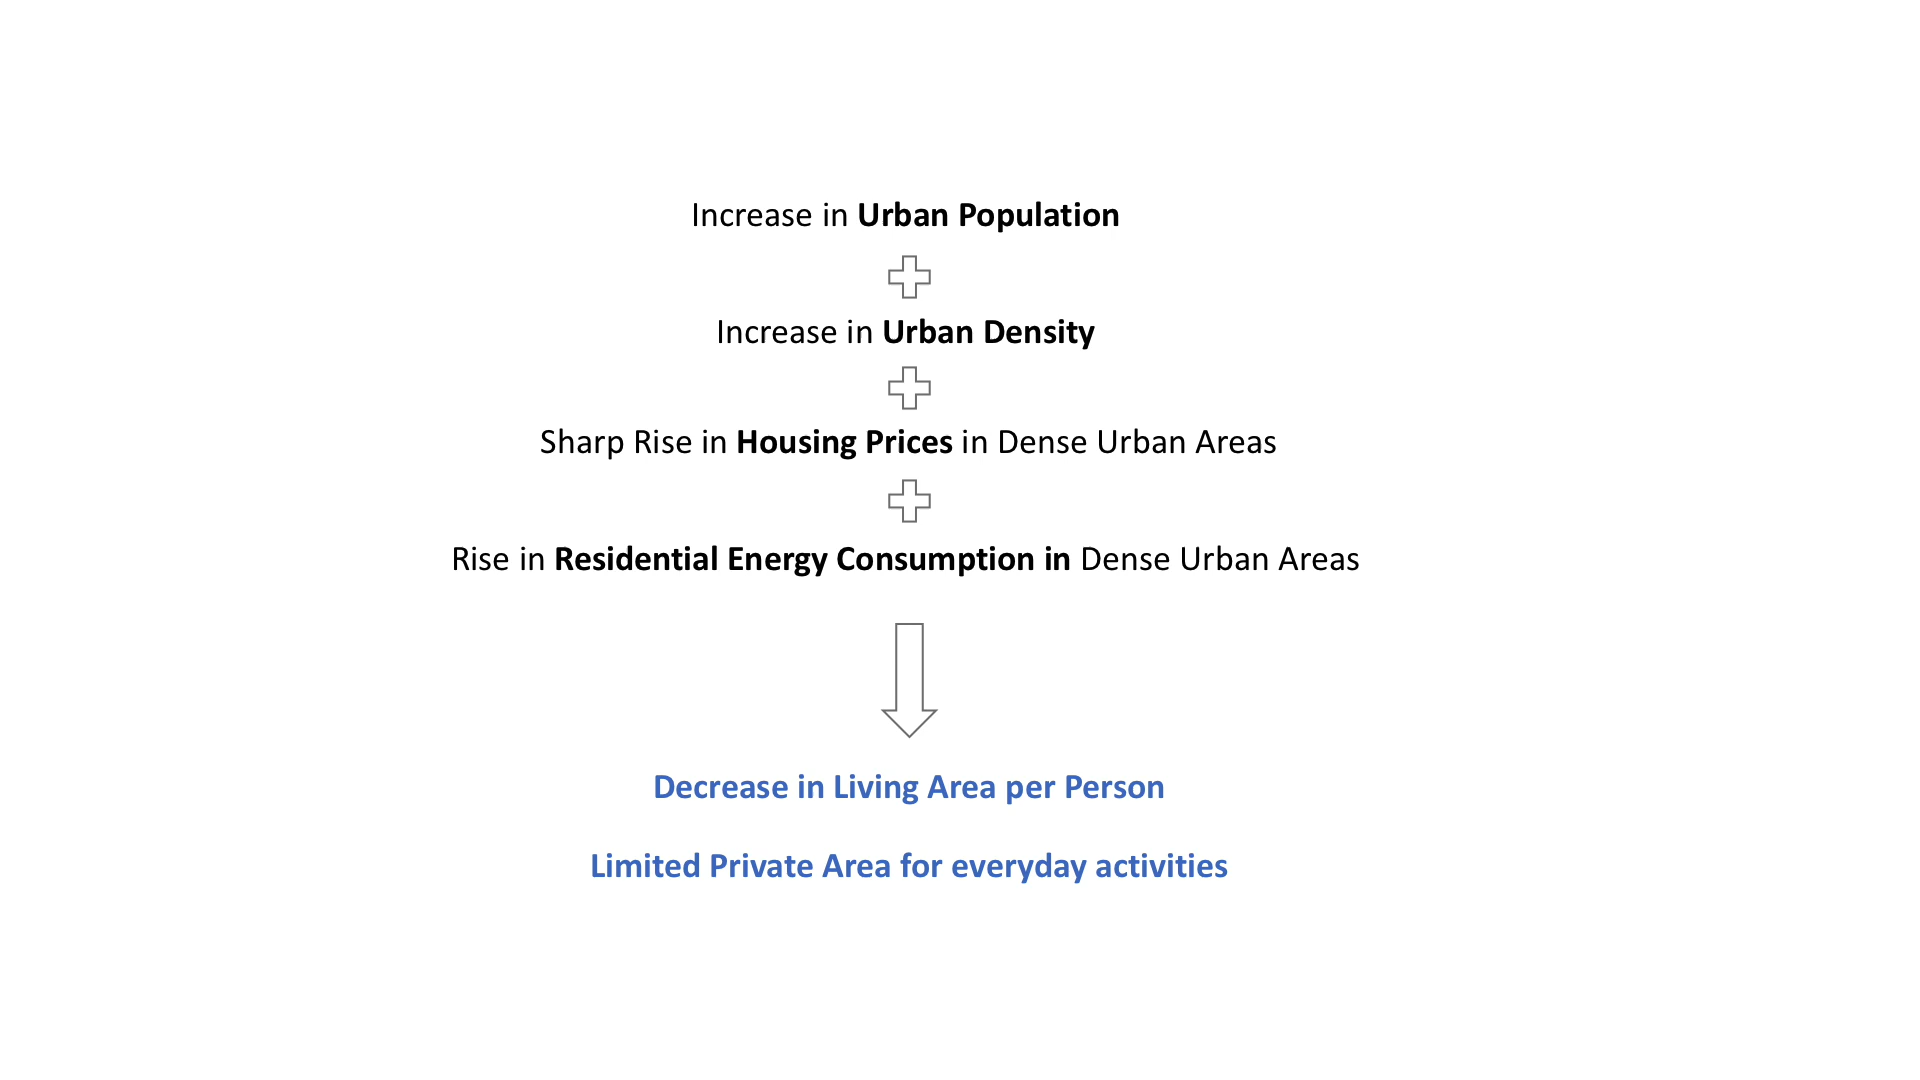 Increase in Urban Population
Increase in Urban Density
Sharp Rise in Housing Prices in Dense Urban Areas
Rise in Residential Energy Consumption in Dense Urban Areas
Decrease in Living Area per Person
Limited Private Area for everyday activities